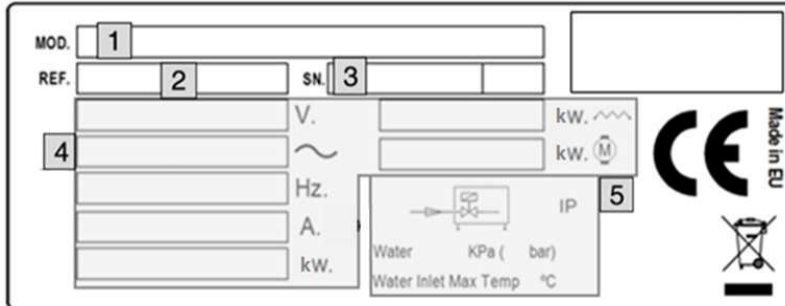 MOD. 1
REF. 2 SN. 3
V. kW.
4 kW. M
Hz. IP 5
A.
Water KPa ( bar)
kW.
Water Inlet Max Temp ºC
CE
Made in EU